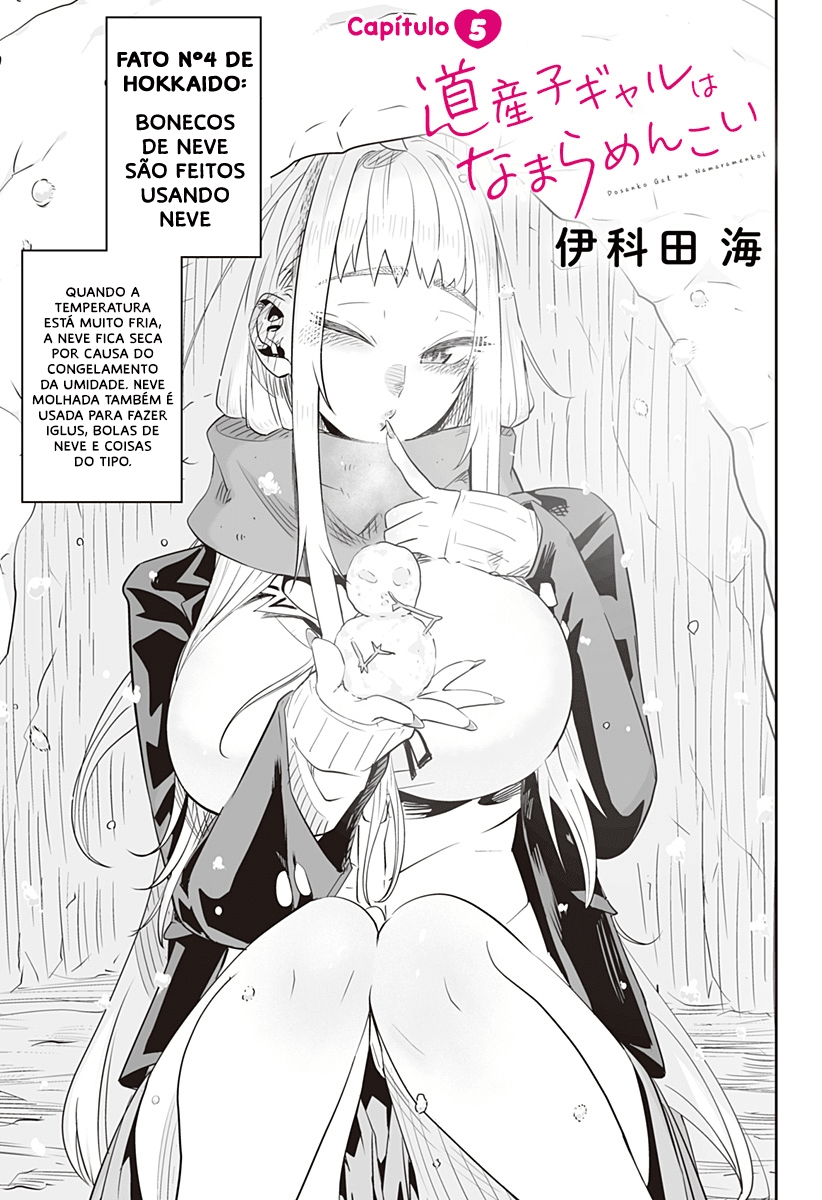 Capítulo 5
道産子ギャルは
なまらめんこい
Dosanko Gal wa Namaramenkoi
伊科田 海
FATO Nº4 DE
HOKKAIDO:
BONECOS
DE NEVE
SÃO FEITOS
USANDO
NEVE
QUANDO A
TEMPERATURA
ESTÁ MUITO FRIA,
A NEVE FICA SECA
POR CAUSA DO
CONGELAMENTO
DA UMIDADE. NEVE
MOLHADA TAMBÉM É
USADA PARA FAZER
IGLUS, BOLAS DE
NEVE E COISAS
DO TIPO.